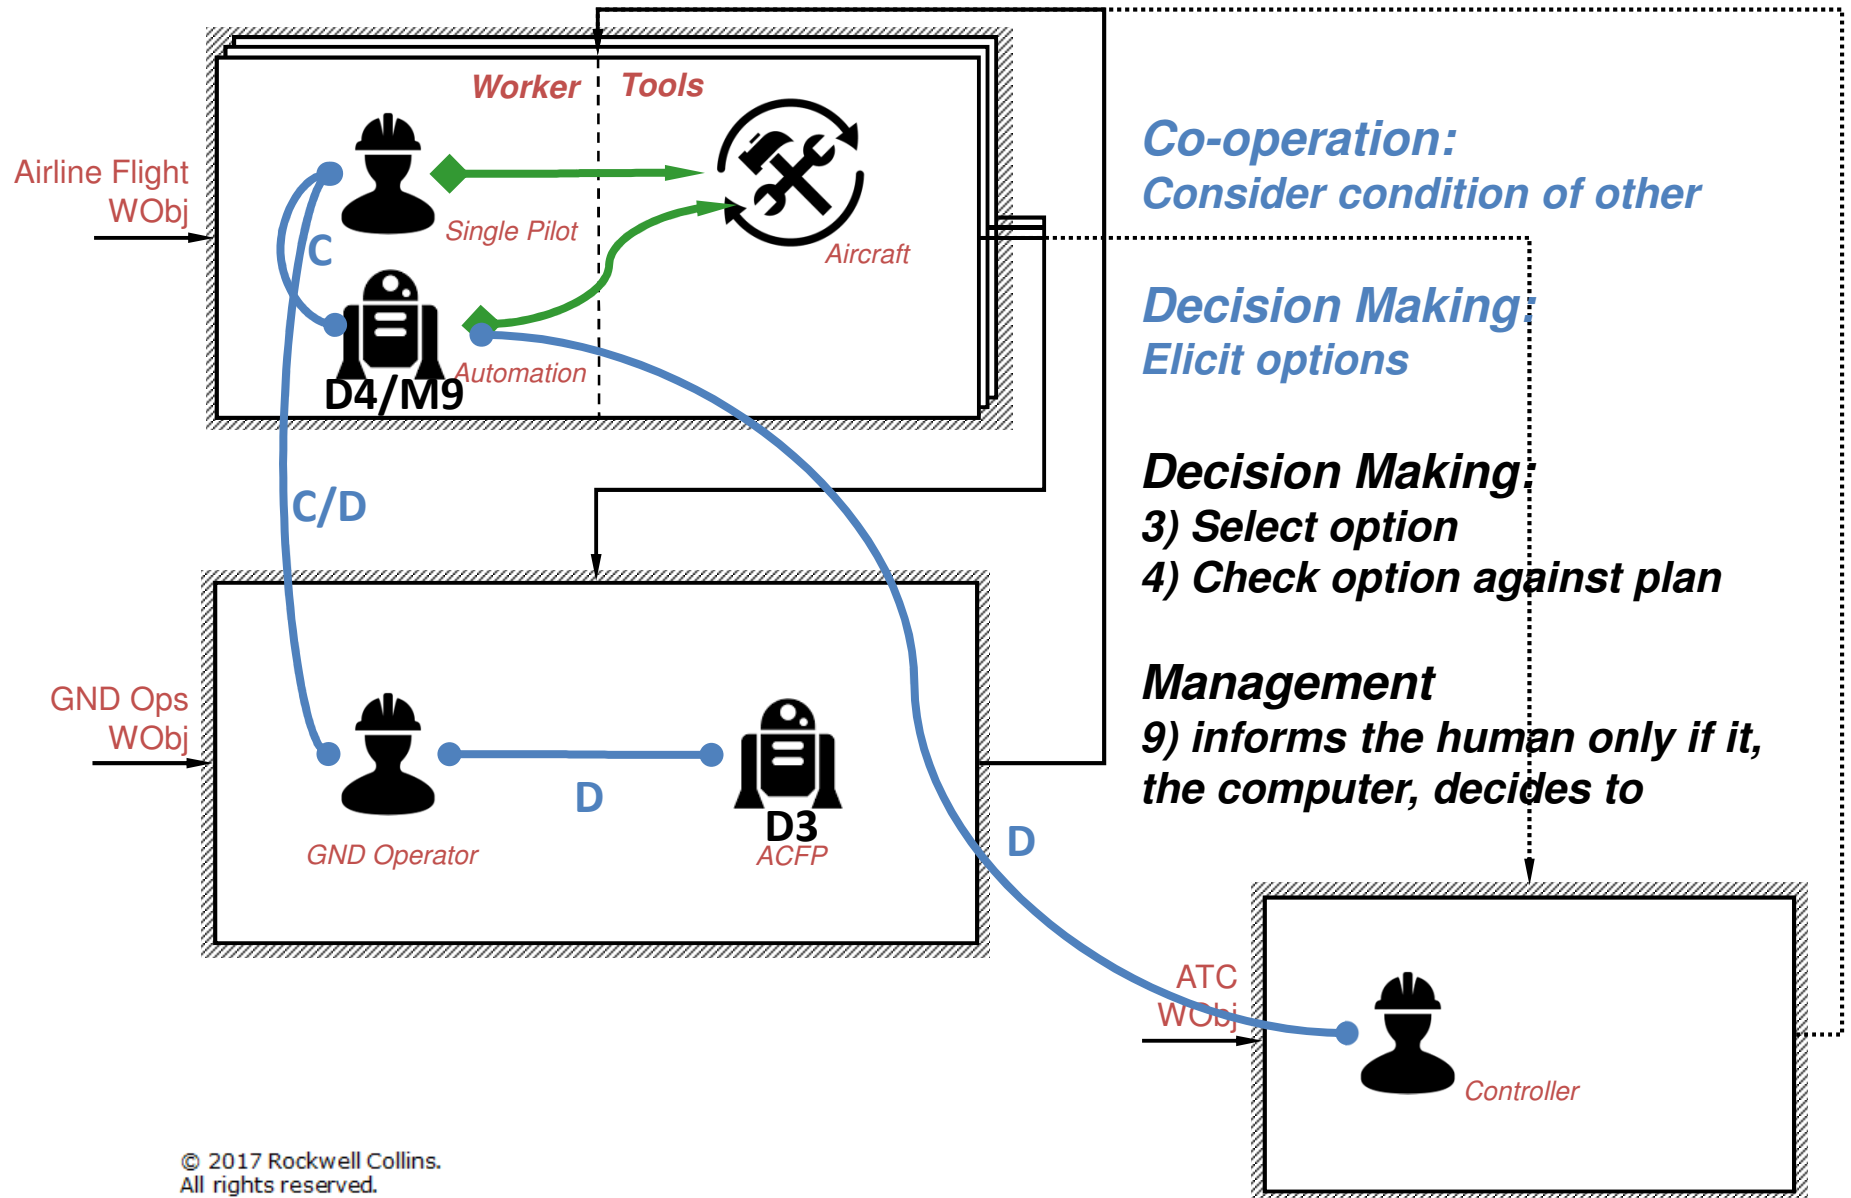 Worker
Tools
Airline Flight
WObj
Single Pilot
Aircraft
C
Automation
D4/M9
C/D
GND Ops
WObj
D
D3
GND Operator
ACFP
D
Co-operation:
Consider condition of other
Decision Making:
Elicit options
Decision Making:
3) Select option
4) Check option against plan
Management
9) informs the human only if it,
the computer, decides to
ATC
WObj
Controller
© 2017 Rockwell Collins.
All rights reserved.